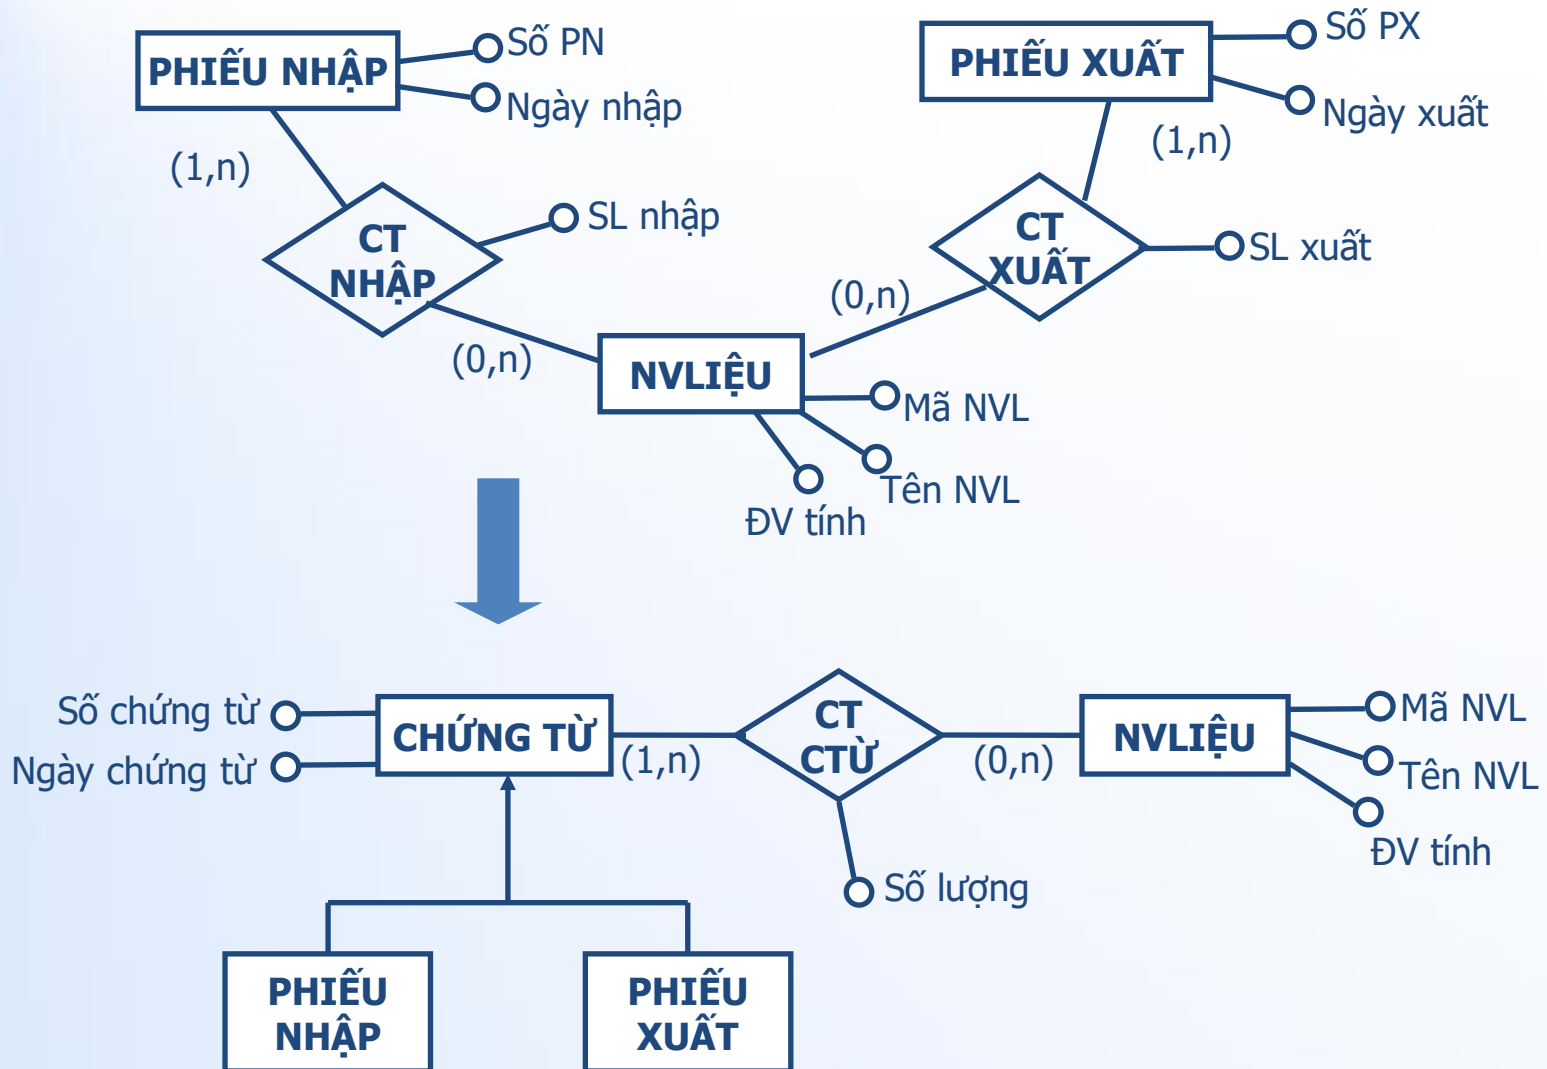 PHIẾU NHẬP
Số PN
Ngày nhập
PHIẾU XUẤT
Số PX
Ngày xuất
(1,n)
(1,n)
CT
NHẬP
SL nhập
CT
XUẤT
SL xuất
(0,n)
(0,n)
NVLIỆU
Mã NVL
Tên NVL
ĐV tính
Số chứng từ
Ngày chứng từ
CHỨNG TỪ
(1,n)
CT
CTỪ
(0,n)
NVLIỆU
Mã NVL
Tên NVL
ĐV tính
Số lượng
PHIẾU
NHẬP
PHIẾU
XUẤT